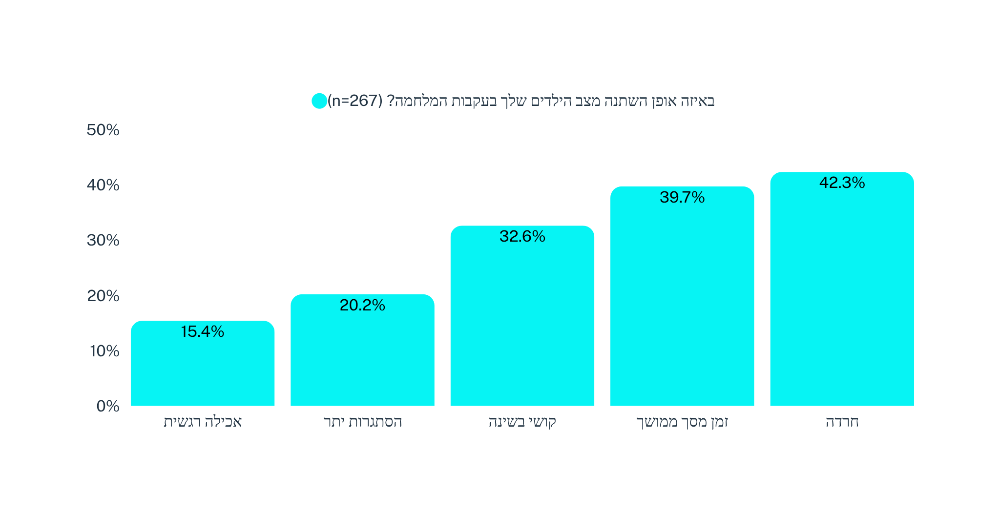 באיזה אופן השתנה מצב הילדים שלך בעקבות המלחמה? (n=267)
50%
40%
30%
20%
10%
0%
42.3%
39.7%
32.6%
20.2%
15.4%
חרדה
זמן מסך ממושך
קושי בשינה
הסתגרות יתר
אכילה רגשית